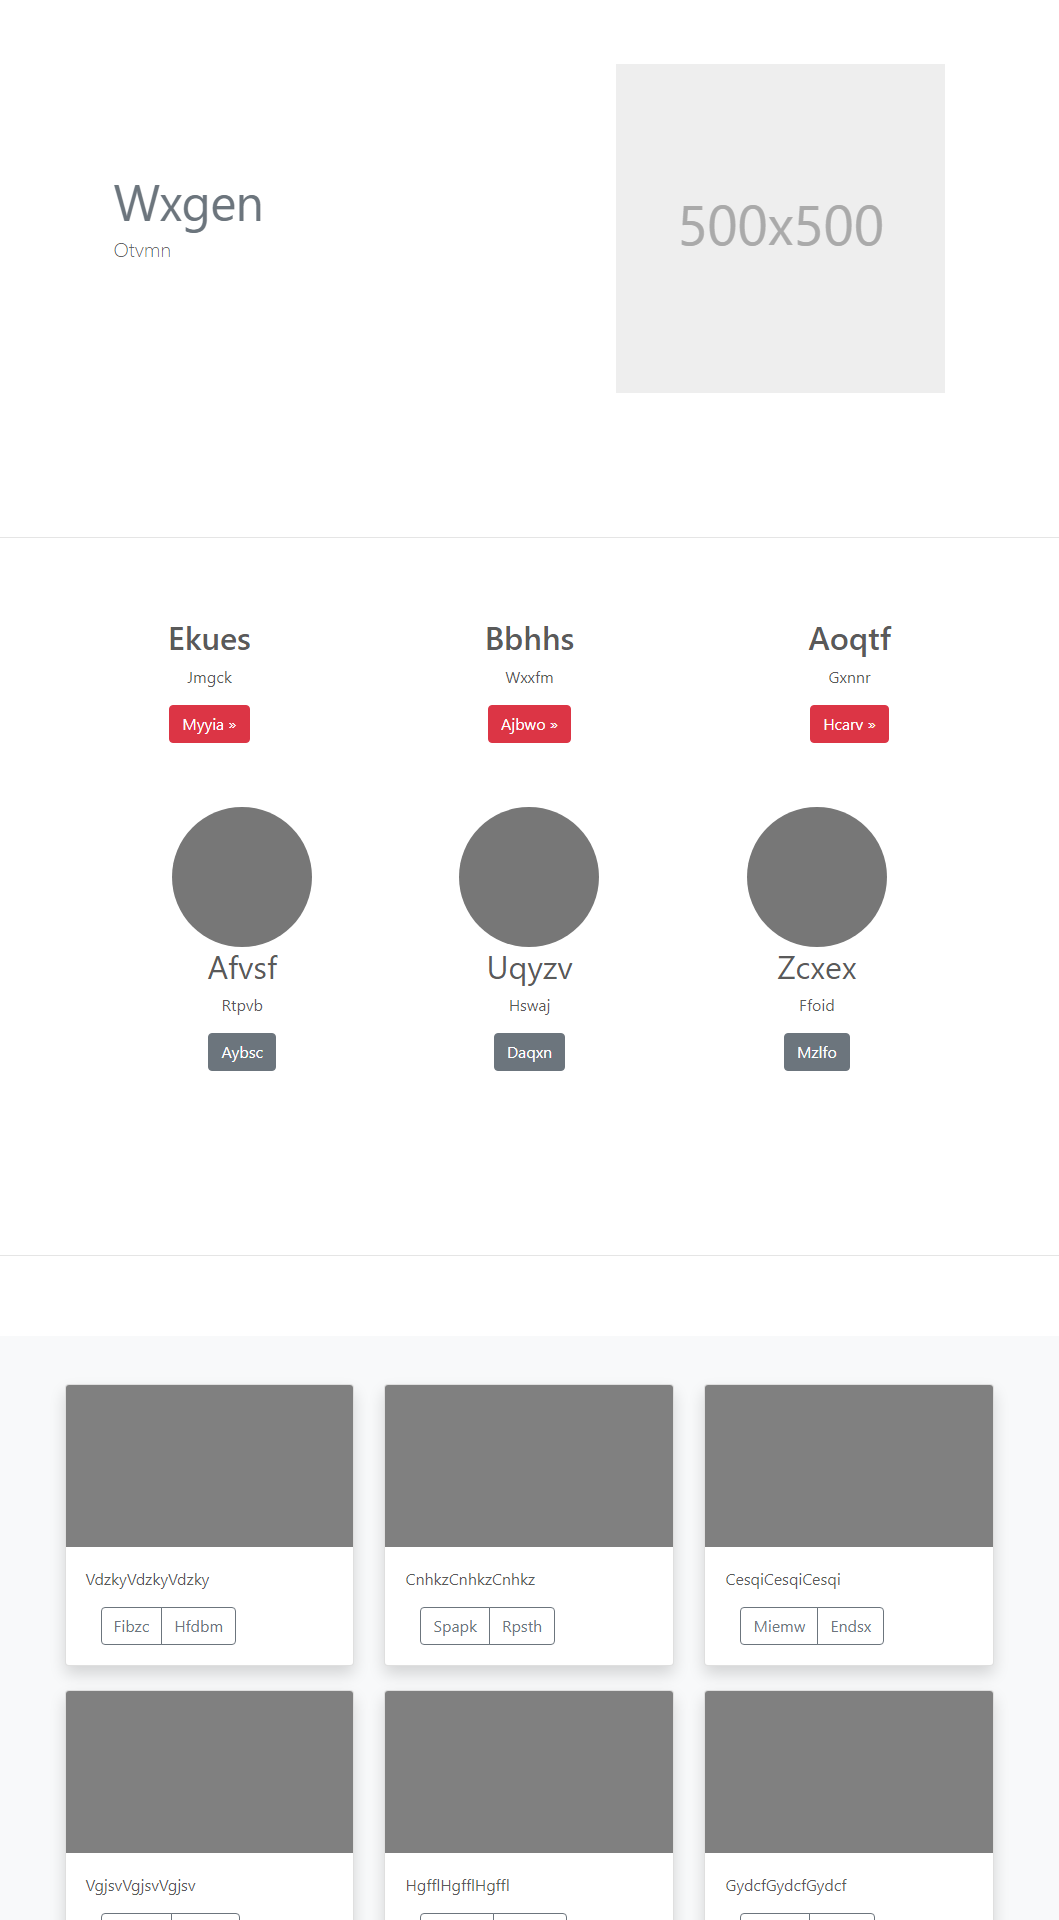 Wxgen
Otvmn
500x500
Ekues
Jmgck
Myyia »
Bbhhs
Wxxfm
Ajbwo »
Aoqtf
Gxnnr
Hcarv »
Afvsf
Rtpvb
Aybsc
Uqyzv
Hswaj
Daqxn
Zcxex
Ffoid
Mzlfo
VdzkyVdzkyVdzky
Fibzc Hfdbm
CnhkzCnhkzCnhkz
Spapk Rpsth
CesqiCesqiCesqi
Miemw Endsx
VgjsvVgjsvVgjsv
HgfflHgfflHgffl
GydcfGydcfGydcf